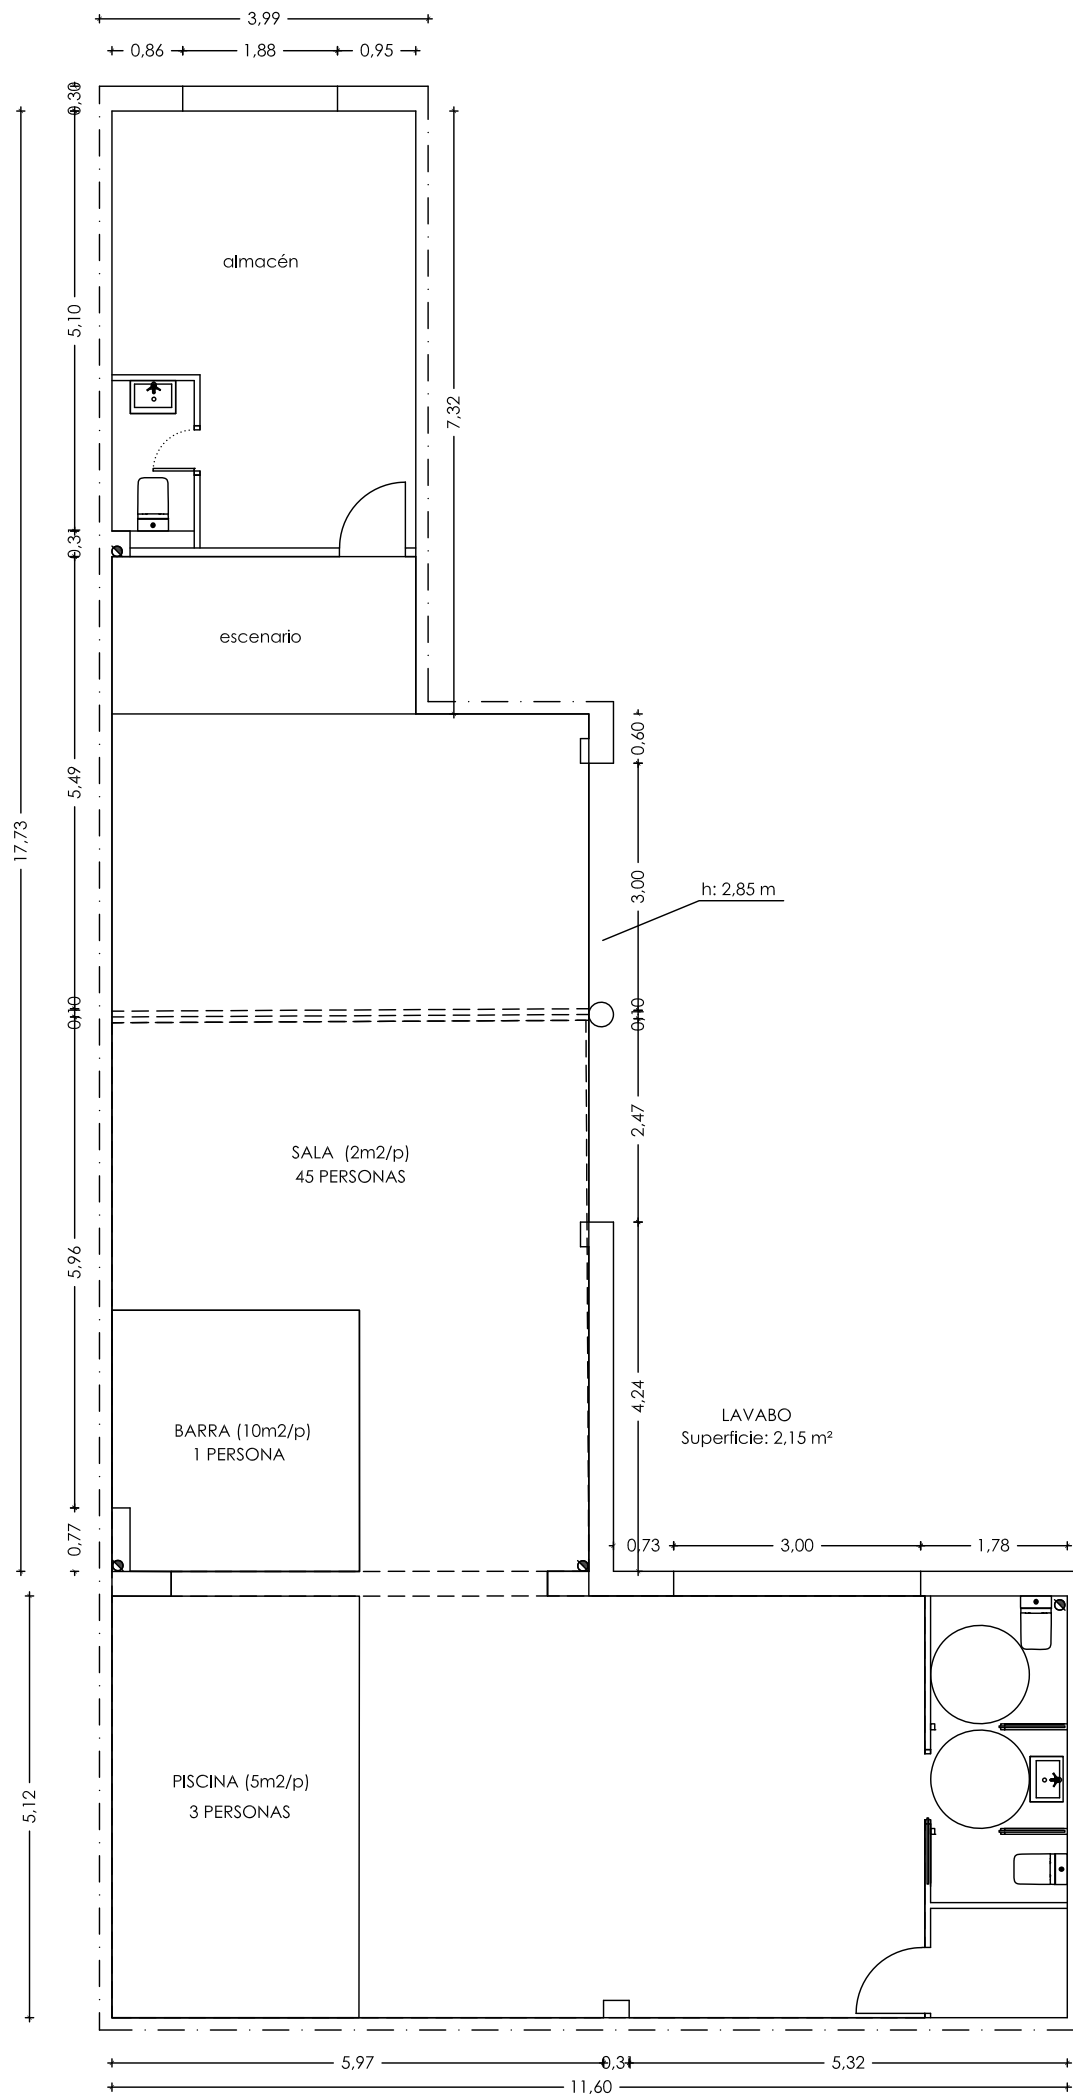 3,99
0,86
1,88
0,95
0,30
almacén
5,10
7,32
0,31
escenario
0,60
5,49
17,73
3,00
h: 2,85 m
0,10
0,10
2,47
SALA (2m2/p)
45 PERSONAS
5,96
4,24
LAVABO
Superficie: 2,15 m²
BARRA (10m2/p)
1 PERSONA
0,77
0,73
3,00
1,78
PISCINA (5m2/p)
3 PERSONAS
5,12
5,97
0,31
5,32
11,60